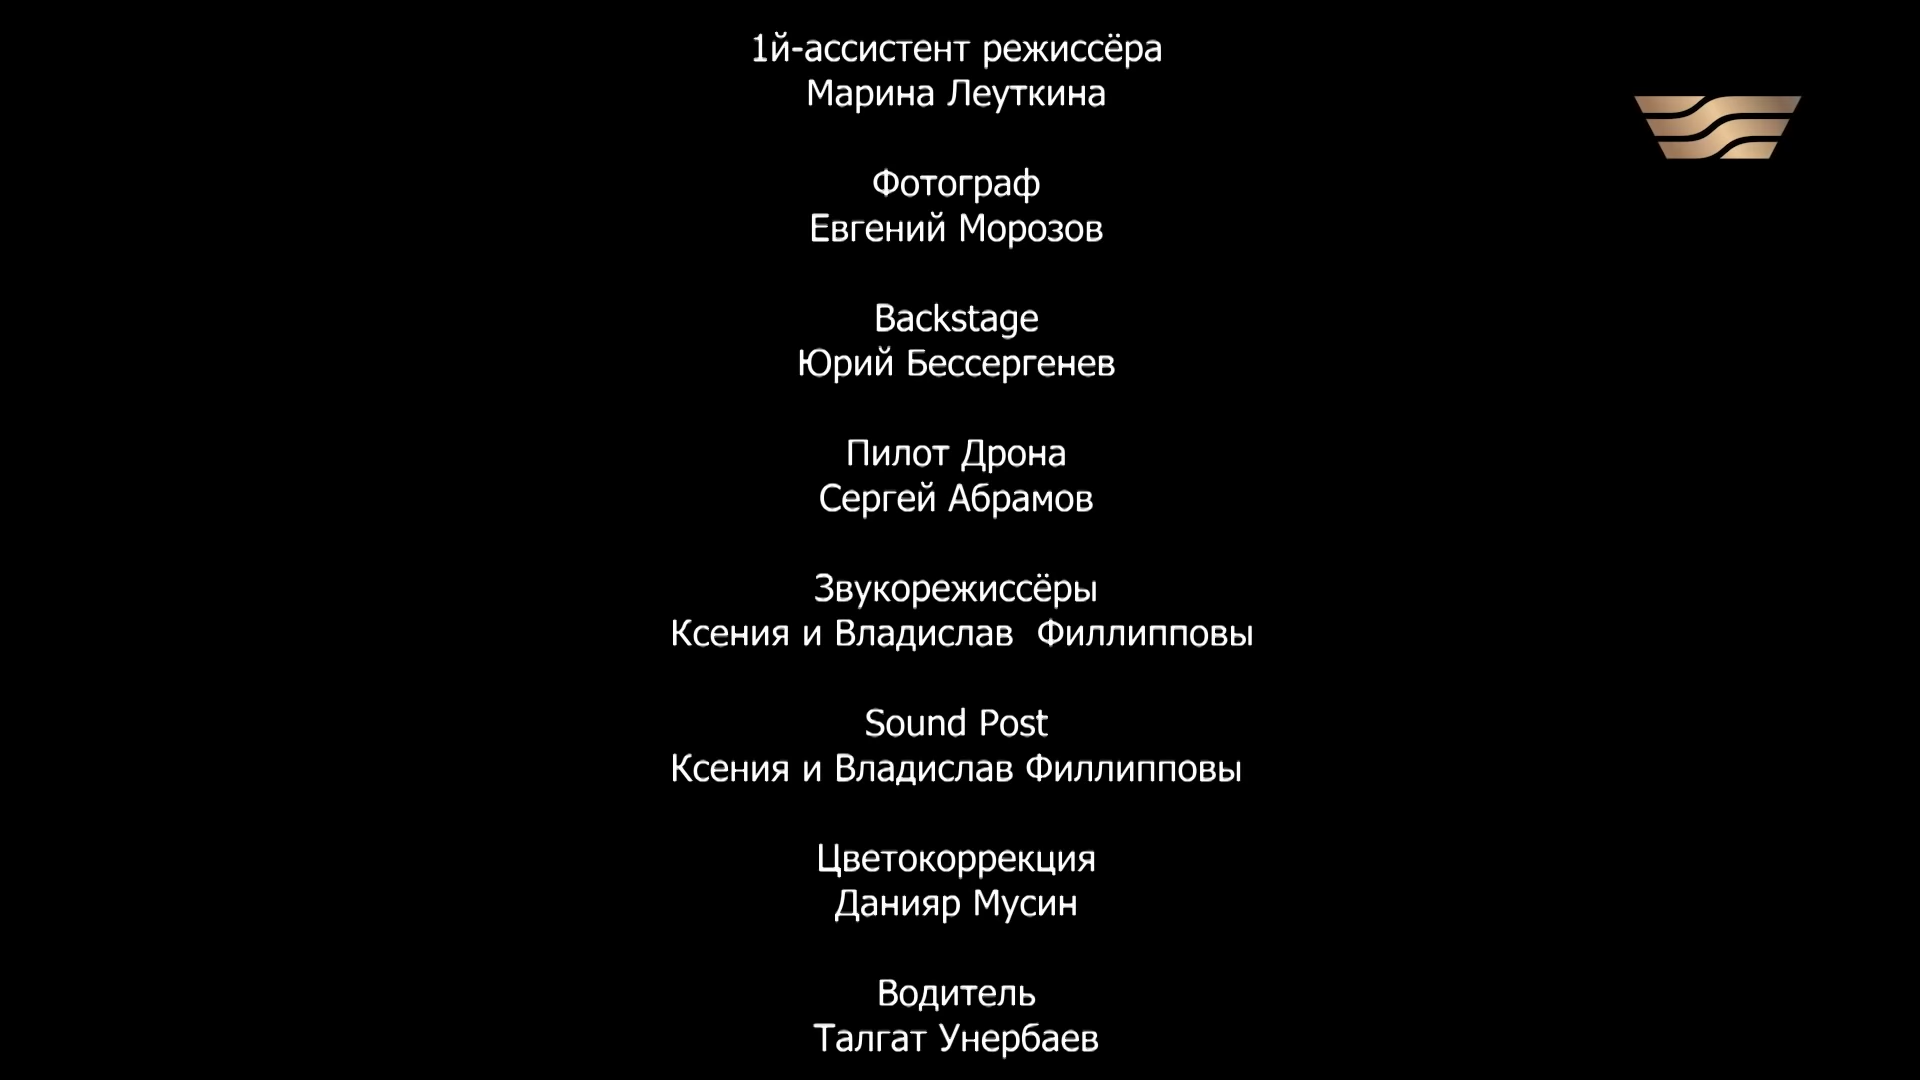 1й-ассистент режиссёра
Марина Леуткина
Фотограф
Евгений Морозов
Backstage
Юрий Бессергенев
Пилот Дрона
Сергей Абрамов
Звукорежиссёры
Ксения и Владислав  Филлипповы
Sound Post
Ксения и Владислав Филлипповы
Цветокоррекция
Данияр Мусин
Водитель
Талгат Унербаев